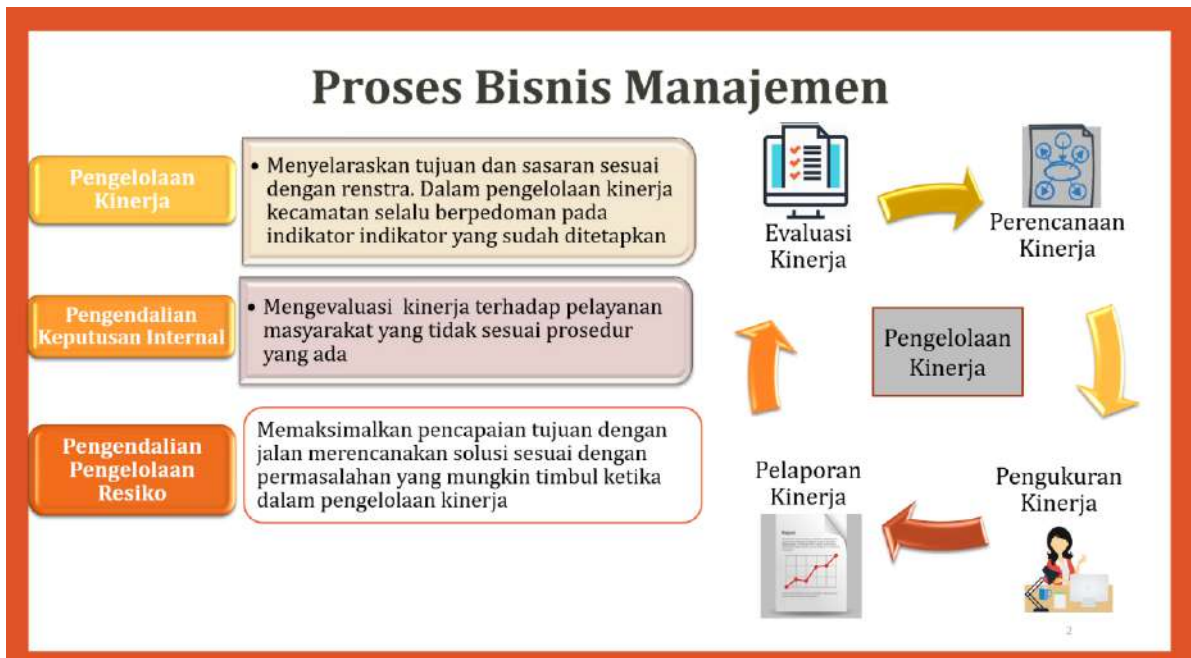 Proses Bisnis Manajemen
Pengelolaan
Kinerja
• Menyelaraskan tujuan dan sasaran sesuai
dengan renstra. Dalam pengelolaan kinerja
kecamatan selalu berpedoman pada
indikator indikator yang sudah ditetapkan
Pengendalian
Keputusan Internal
• Mengevaluasi kinerja terhadap pelayanan
masyarakat yang tidak sesuai prosedur
yang ada
Pengendalian
Pengelolaan
Resiko
Memaksimalkan pencapaian tujuan dengan
jalan merencanakan solusi sesuai dengan
permasalahan yang mungkin timbul ketika
dalam pengelolaan kinerja
Evaluasi
Kinerja
Perencanaan
Kinerja
Pengelolaan
Kinerja
Pelaporan
Kinerja
Pengukuran
Kinerja
2